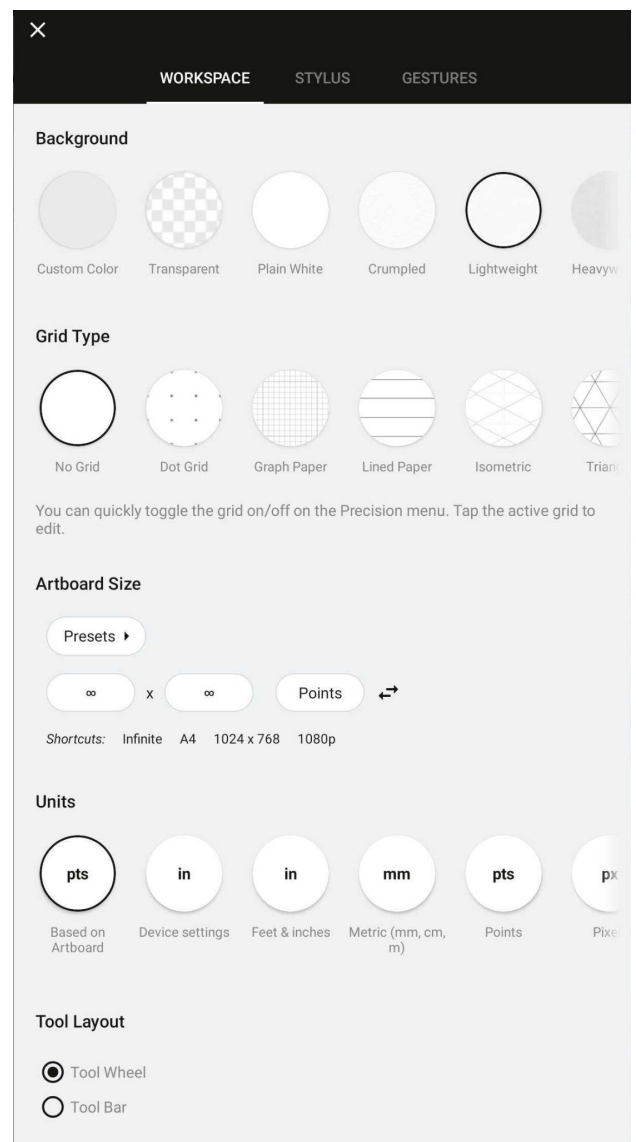 WORKSPACE STYLUS GESTURES
Background
Custom Color Transparent Plain White Crumpled Lightweight Heavyw
Grid Type
No Grid Dot Grid Graph Paper Lined Paper Isometric Triang
You can quickly toggle the grid on/off on the Precision menu. Tap the active grid to
edit.
Artboard Size
Presets
∞ x ∞ Points
Shortcuts: Infinite A4 1024 x 768 1080p
Units
pts in in mm pts px
Based on Device settings Feet & inches Metric (mm, cm, Points Pixe
Artboard m)
Tool Layout
Tool Wheel
Tool Bar